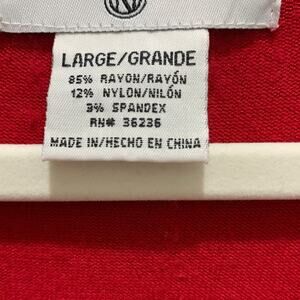 LARGE/GRANDE
85% RAYON/RAYÓN
12% NYLON/NILÓN
3% SPANDEX
RN# 36236
MADE IN/HECHO EN CHINA